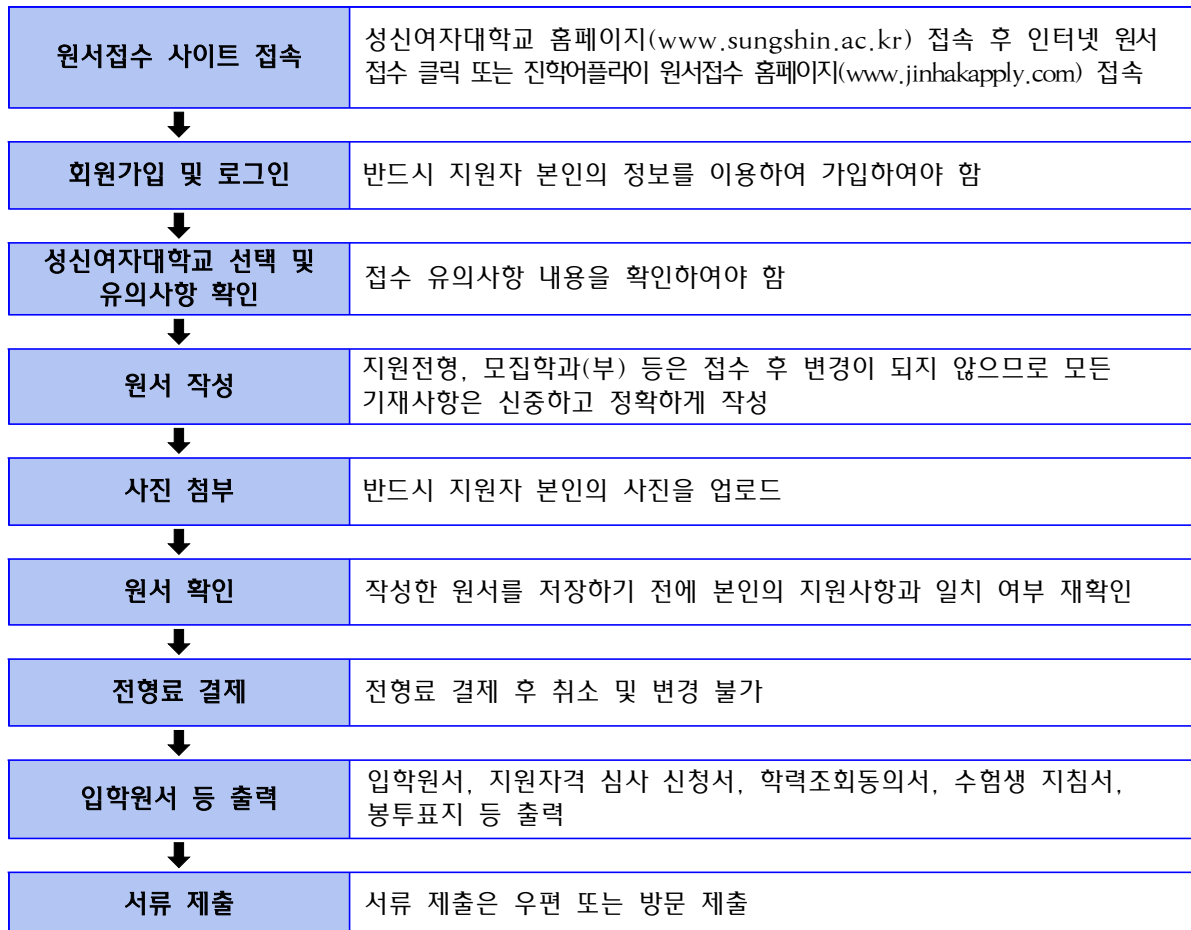 원서접수 사이트 접속
성신여자대학교 홈페이지(www.sungshin.ac.kr) 접속 후 인터넷 원서
접수 클릭 또는 진학어플라이 원서접수 홈페이지(www.jinhakapply.com) 접속
회원가입 및 로그인
반드시 지원자 본인의 정보를 이용하여 가입하여야 함
성신여자대학교 선택 및
유의사항 확인
접수 유의사항 내용을 확인하여야 함
원서 작성
지원전형, 모집학과(부) 등은 접수 후 변경이 되지 않으므로 모든
기재사항은 신중하고 정확하게 작성
사진 첨부
반드시 지원자 본인의 사진을 업로드
원서 확인
작성한 원서를 저장하기 전에 본인의 지원사항과 일치 여부 재확인
전형료 결제
전형료 결제 후 취소 및 변경 불가
입학원서 등 출력
입학원서, 지원자격 심사 신청서, 학력조회동의서, 수험생 지침서,
봉투표지 등 출력
서류 제출
서류 제출은 우편 또는 방문 제출